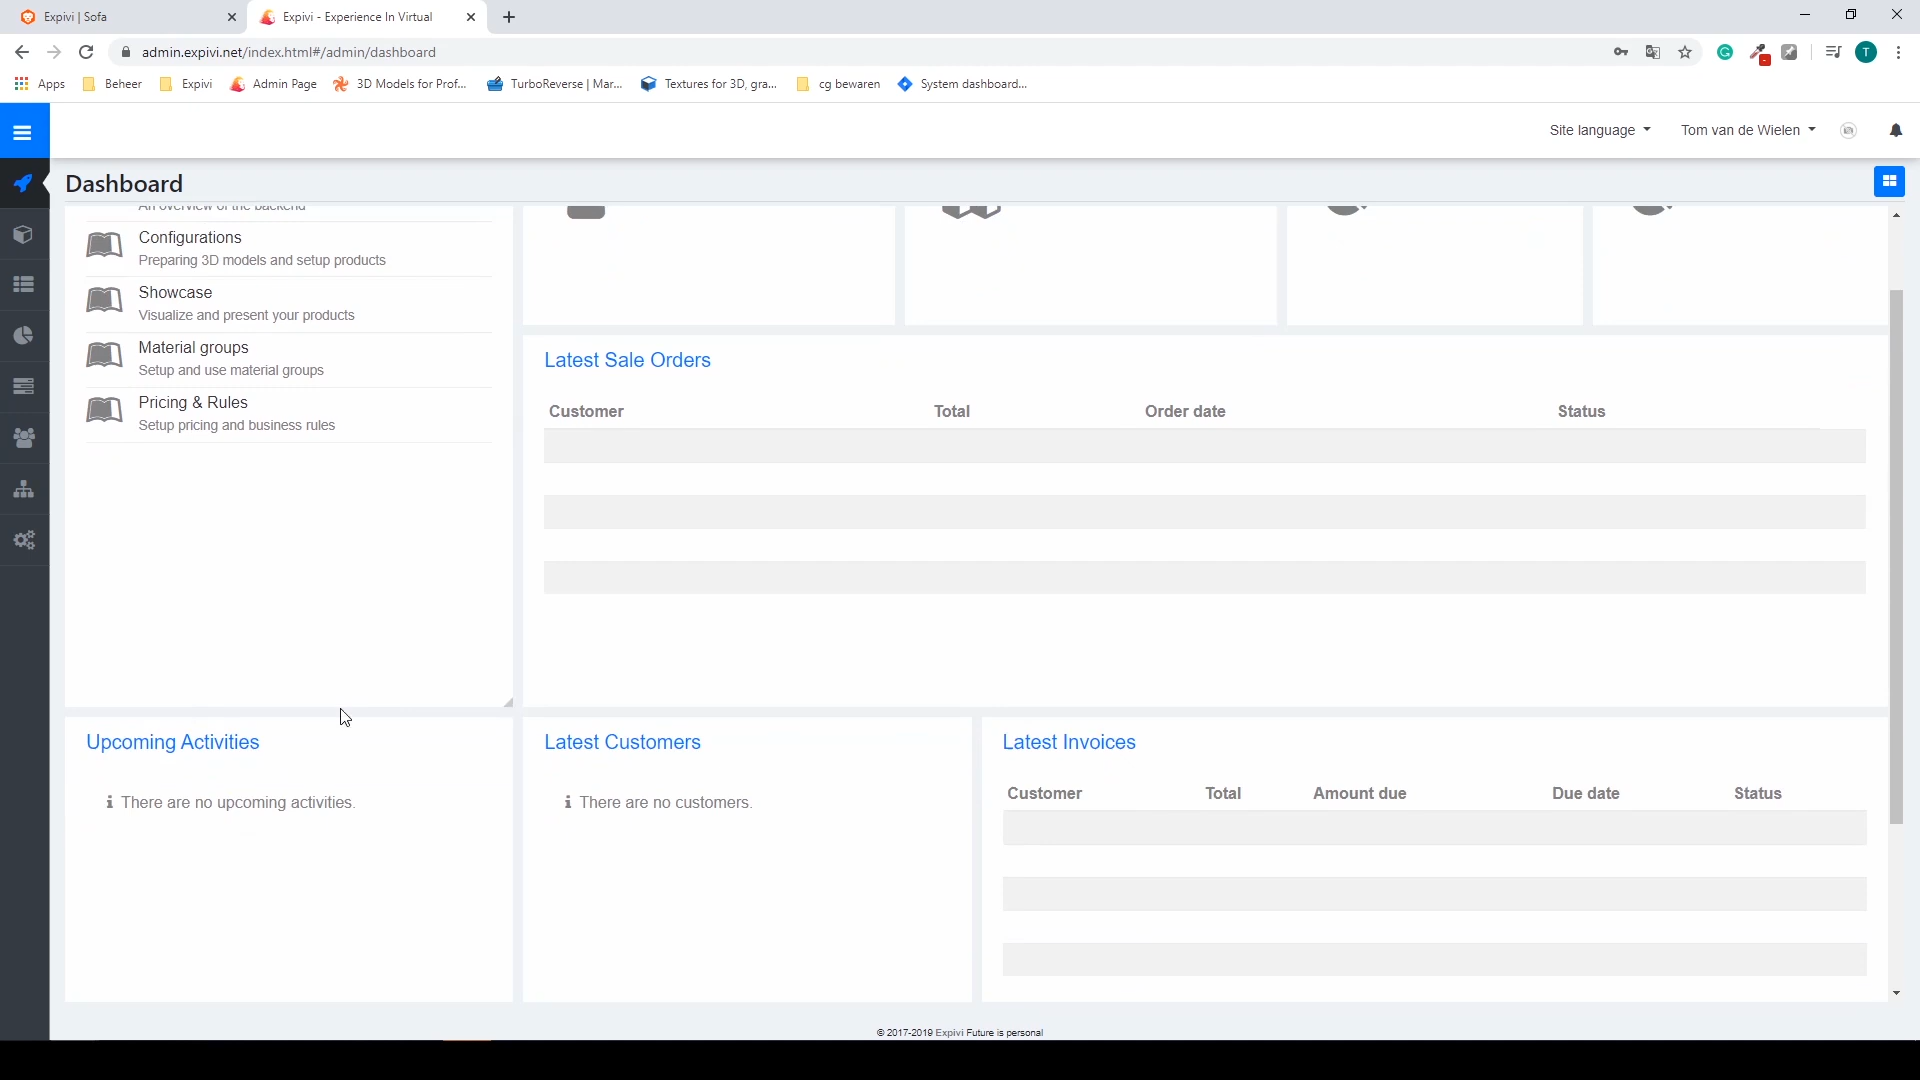 Expivi | Sofa
Expivi - Experience In Virtual
admin.expivi.net/index.html#/admin/dashboard
T
Apps
Beheer
Expivi
Admin Page
3D Models for Prof...
TurboReverse | Mar...
Textures for 3D, gra...
cg bewaren
System dashboard...
Site language
Tom van de Wielen
Dashboard
An overview of the backend
Configurations
Preparing 3D models and setup products
Showcase
Visualize and present your products
Material groups
Setup and use material groups
Pricing & Rules
Setup pricing and business rules
Latest Sale Orders
Customer Total Order date Status
Upcoming Activities
There are no upcoming activities.
Latest Customers
There are no customers.
Latest Invoices
Customer Total Amount due Due date Status
© 2017-2019 Expivi Future is personal